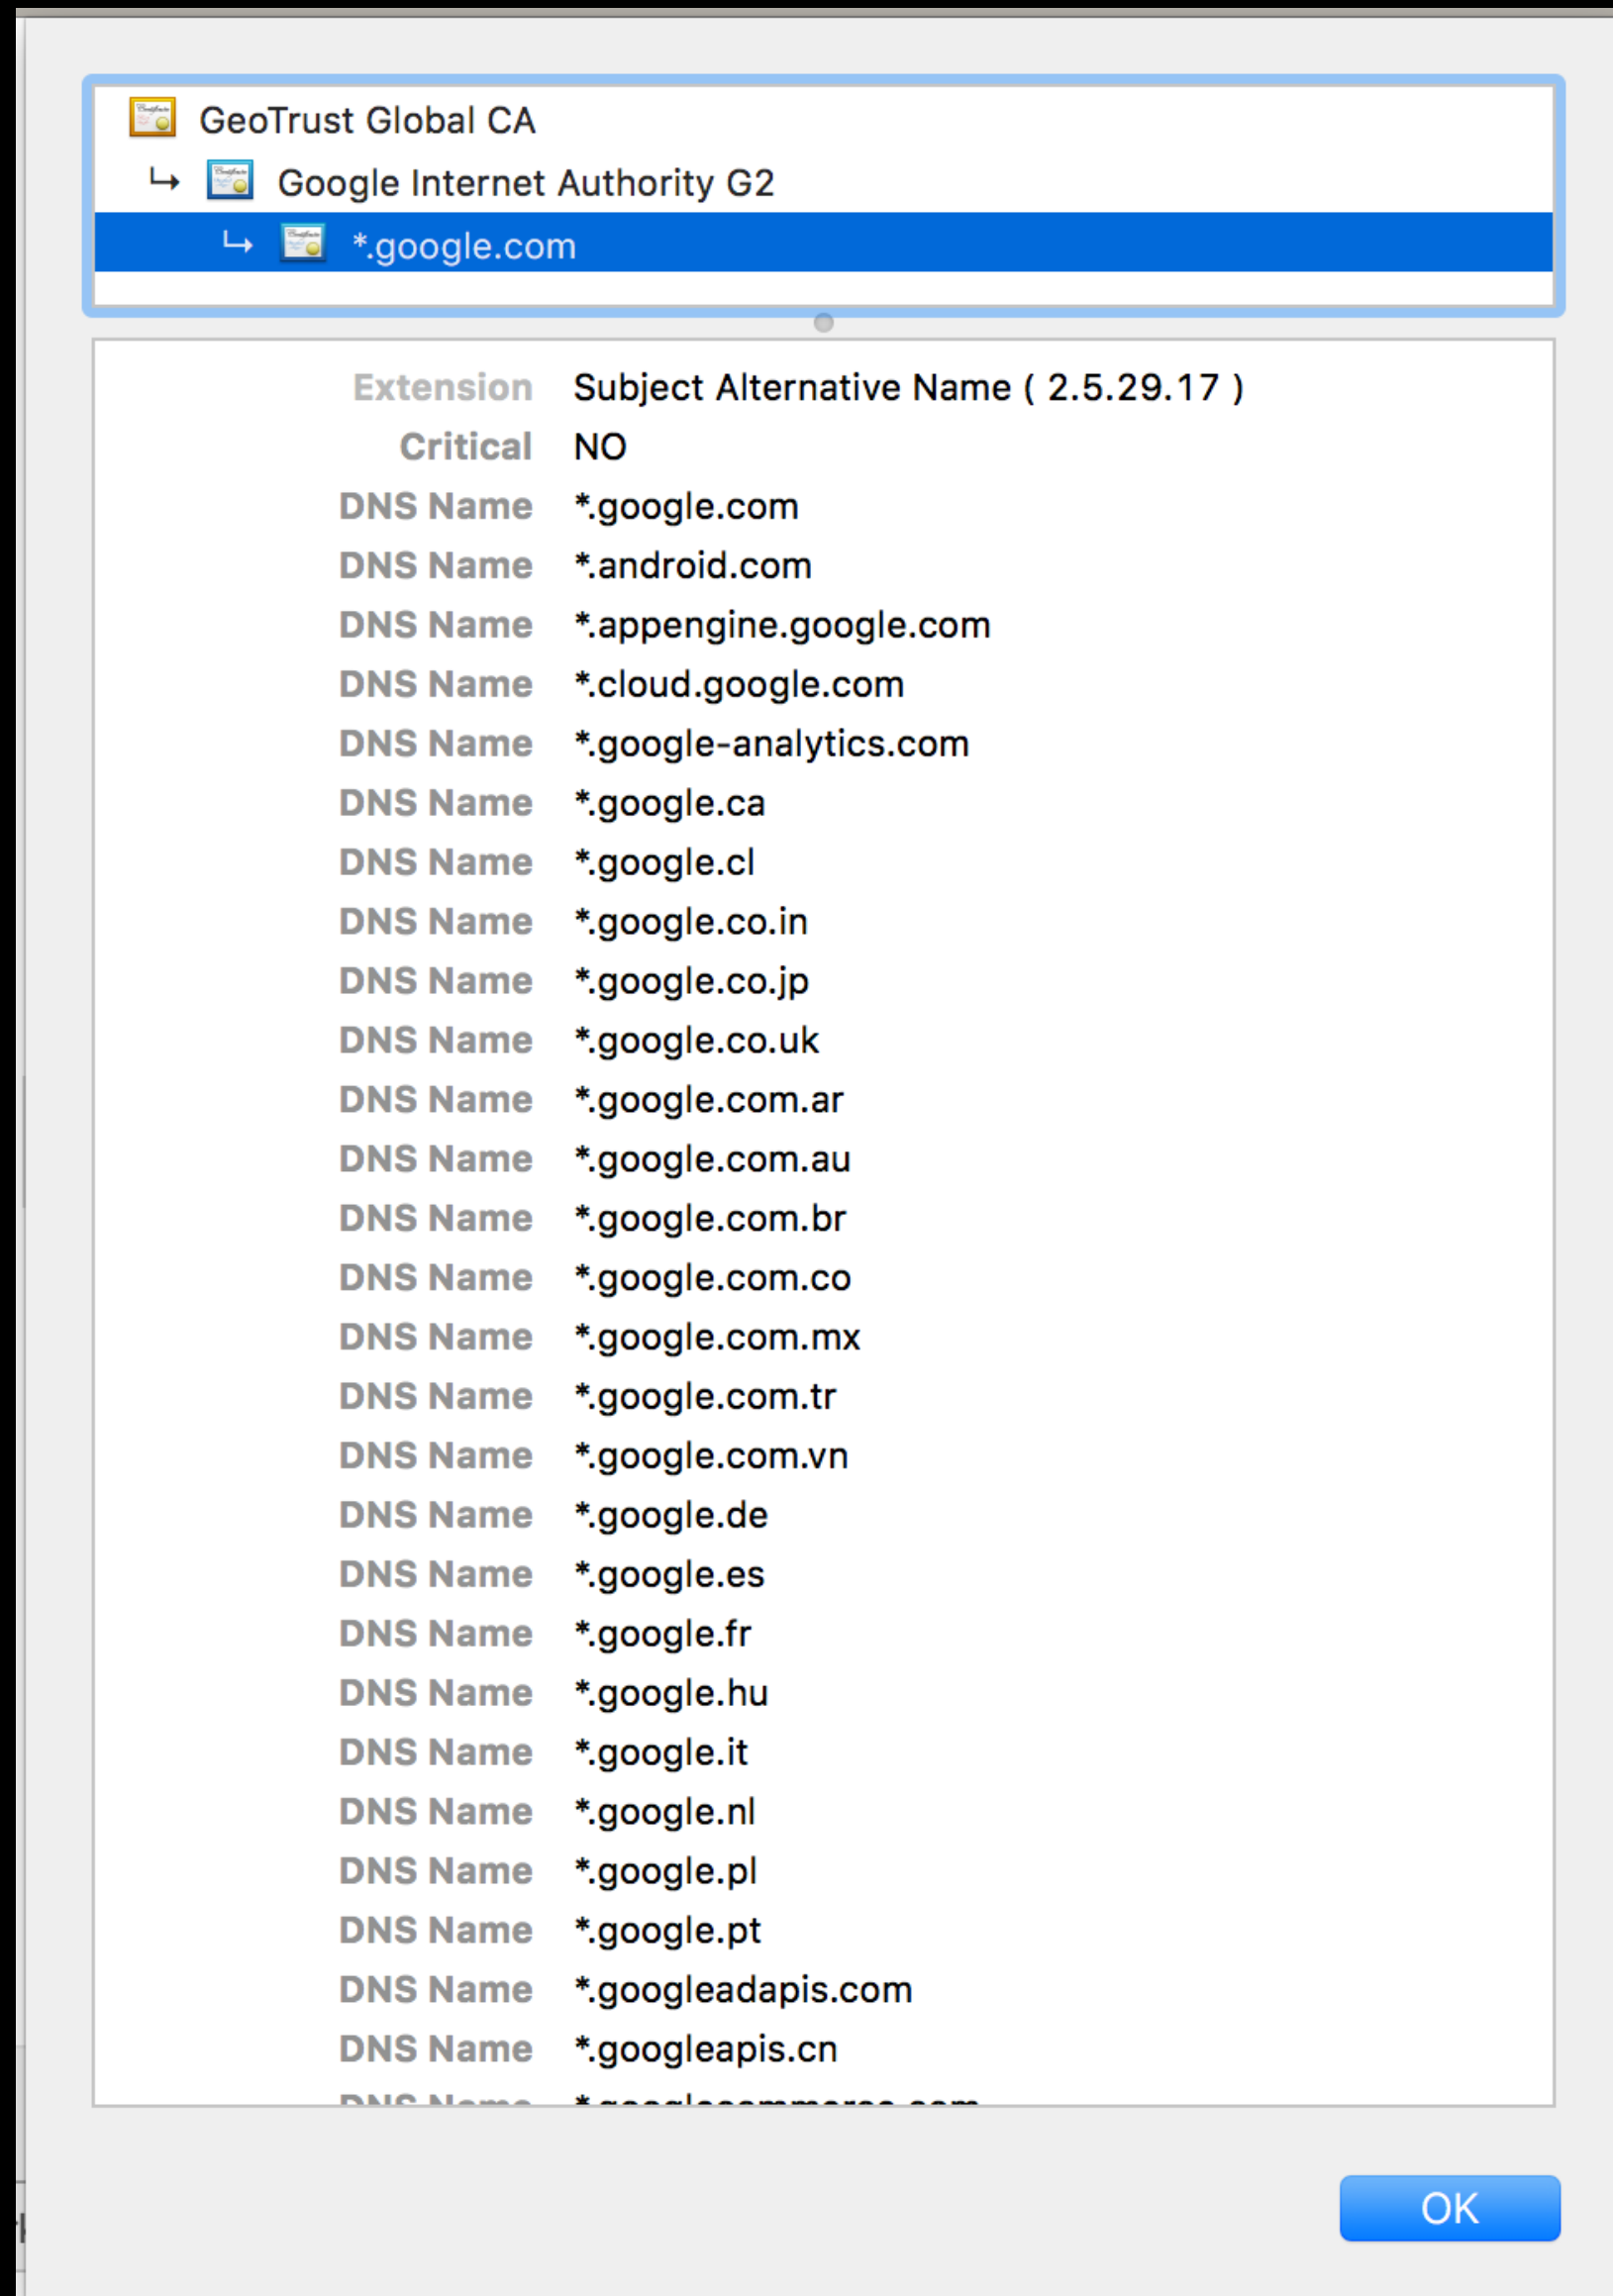 GeoTrust Global CA
↳ Google Internet Authority G2
↳ *.google.com
Extension Subject Alternative Name ( 2.5.29.17 )
Critical NO
DNS Name *.google.com
DNS Name *.android.com
DNS Name *.appengine.google.com
DNS Name *.cloud.google.com
DNS Name *.google-analytics.com
DNS Name *.google.ca
DNS Name *.google.cl
DNS Name *.google.co.in
DNS Name *.google.co.jp
DNS Name *.google.co.uk
DNS Name *.google.com.ar
DNS Name *.google.com.au
DNS Name *.google.com.br
DNS Name *.google.com.co
DNS Name *.google.com.mx
DNS Name *.google.com.tr
DNS Name *.google.com.vn
DNS Name *.google.de
DNS Name *.google.es
DNS Name *.google.fr
DNS Name *.google.hu
DNS Name *.google.it
DNS Name *.google.nl
DNS Name *.google.pl
DNS Name *.google.pt
DNS Name *.googleadapis.com
DNS Name *.googleapis.cn
DNS Name *.googlecommerce.com
OK